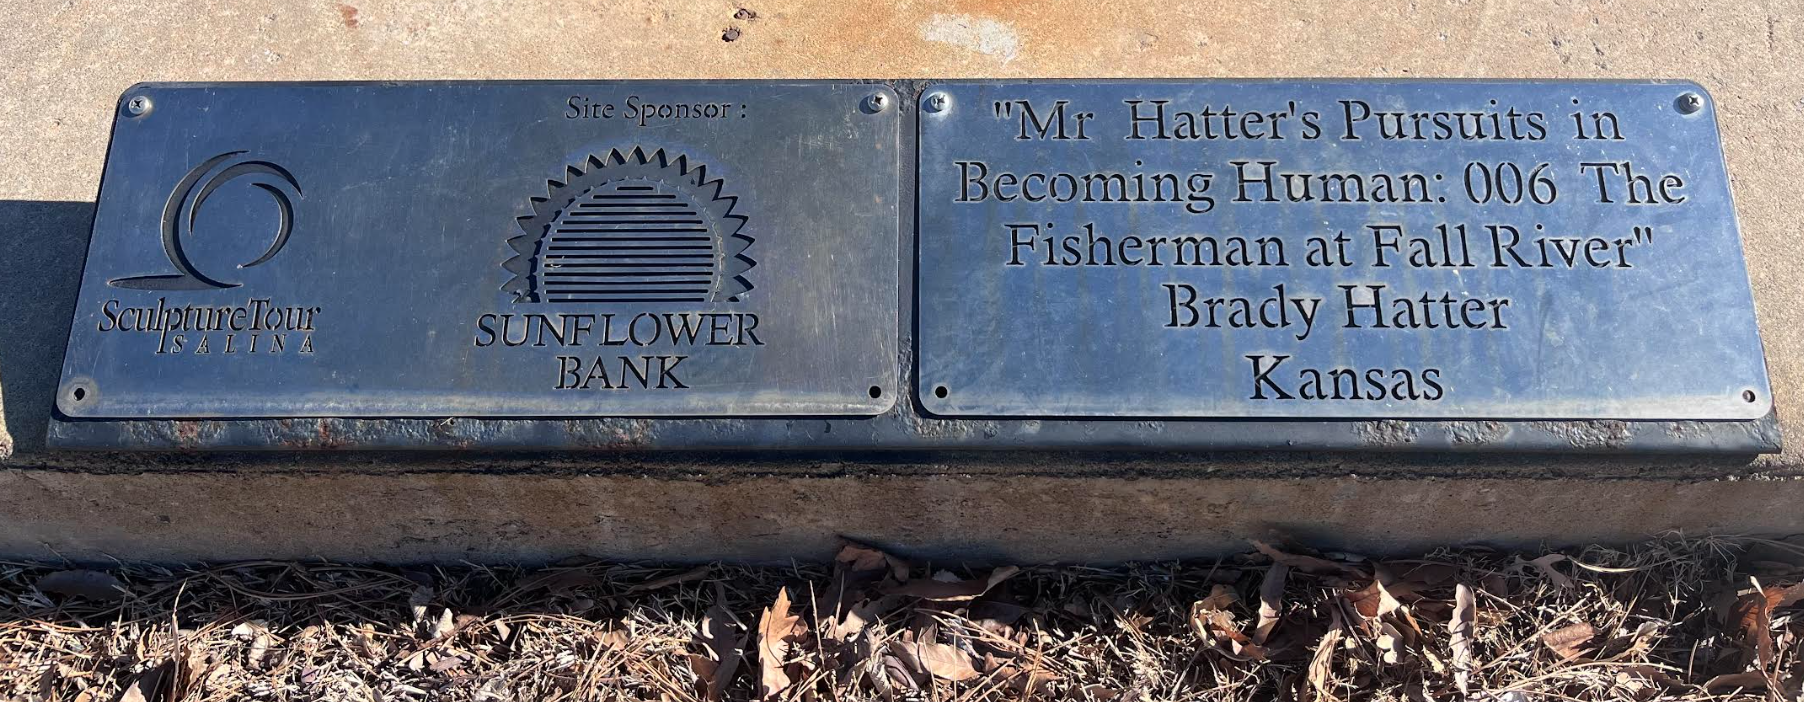 Site Sponsor :
SculptureTour
SALINA
SUNFLOWER
BANK
"Mr Hatter's Pursuits in
Becoming Human: 006 The
Fisherman at Fall River"
Brady Hatter
Kansas